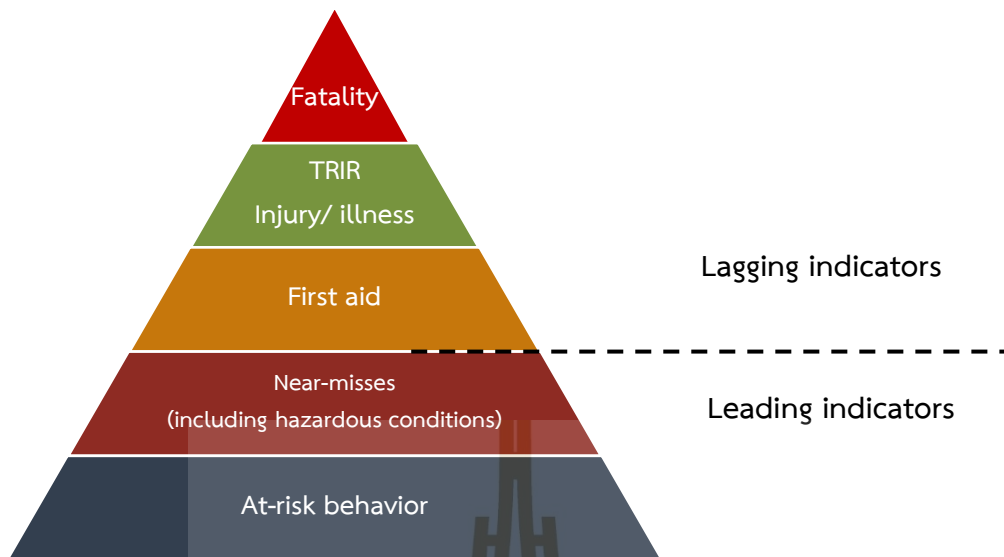 Fatality
TRIR
Injury/ illness
First aid
Lagging indicators
Near-misses
(including hazardous conditions)
Leading indicators
At-risk behavior